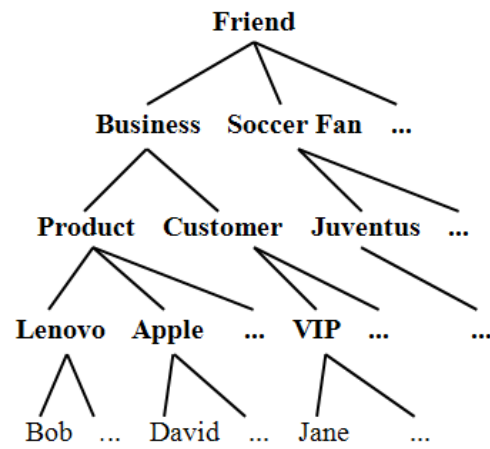 Friend
Business Soccer Fan ...
Product Customer Juventus ...
Lenovo Apple ... VIP ... ...
Bob ... David ... Jane ...